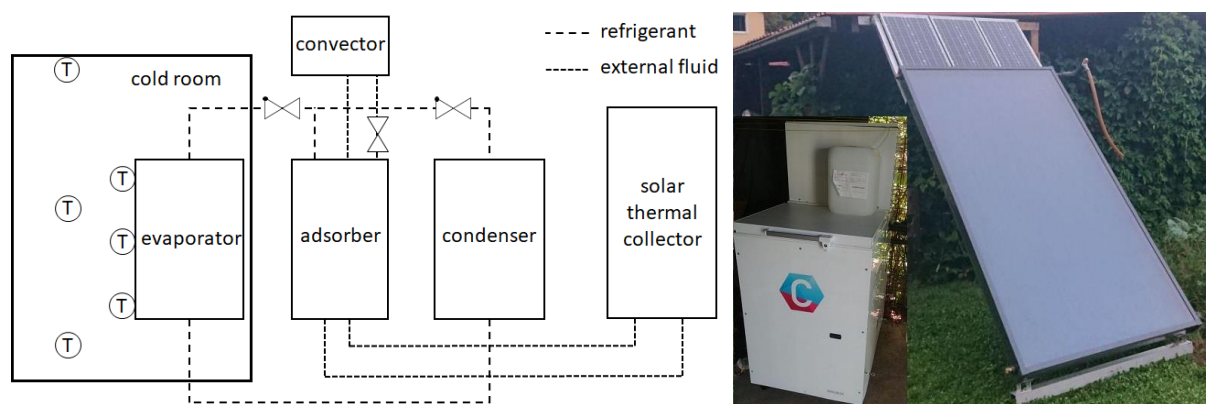 convector
refrigerant
external fluid
T
cold room
T
T
T
T
T
evaporator
adsorber
condenser
solar
thermal
collector
C